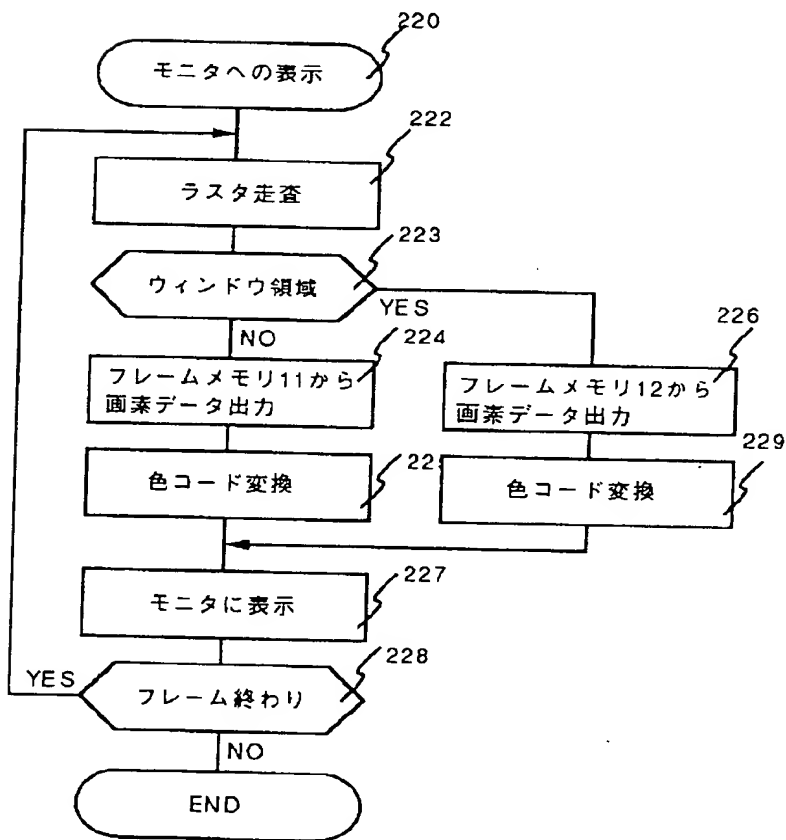 220
モニタへの表示
222
ラスタ走査
223
ウィンドウ領域
YES
NO
224
フレームメモリ11から
画素データ出力
226
フレームメモリ12から
画素データ出力
22
色コード変換
229
色コード変換
227
モニタに表示
228
YES
フレーム終わり
NO
END